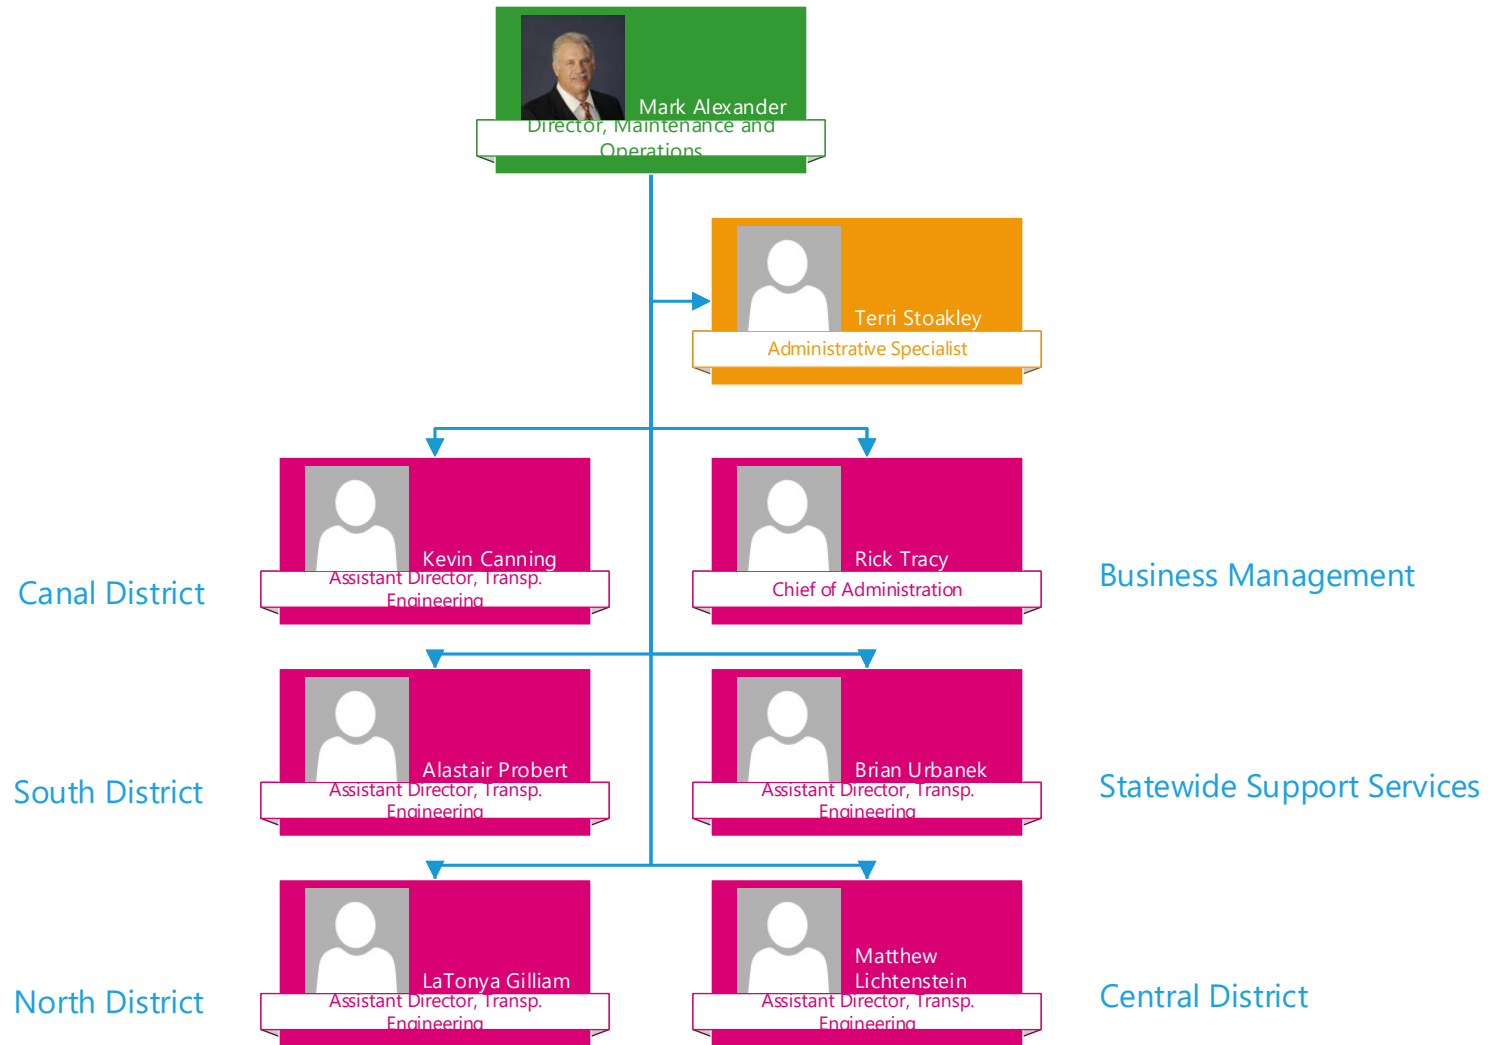 Mark Alexander
Director, Maintenance and
Operations
Terri Stoakley
Administrative Specialist
Kevin Canning
Assistant Director, Transp.
Engineering
Canal District
Rick Tracy
Chief of Administration
Business Management
Alastair Probert
Assistant Director, Transp.
Engineering
South District
Brian Urbanek
Assistant Director, Transp.
Engineering
Statewide Support Services
LaTonya Gilliam
Assistant Director, Transp.
Engineering
North District
Matthew
Lichtenstein
Assistant Director, Transp.
Engineering
Central District